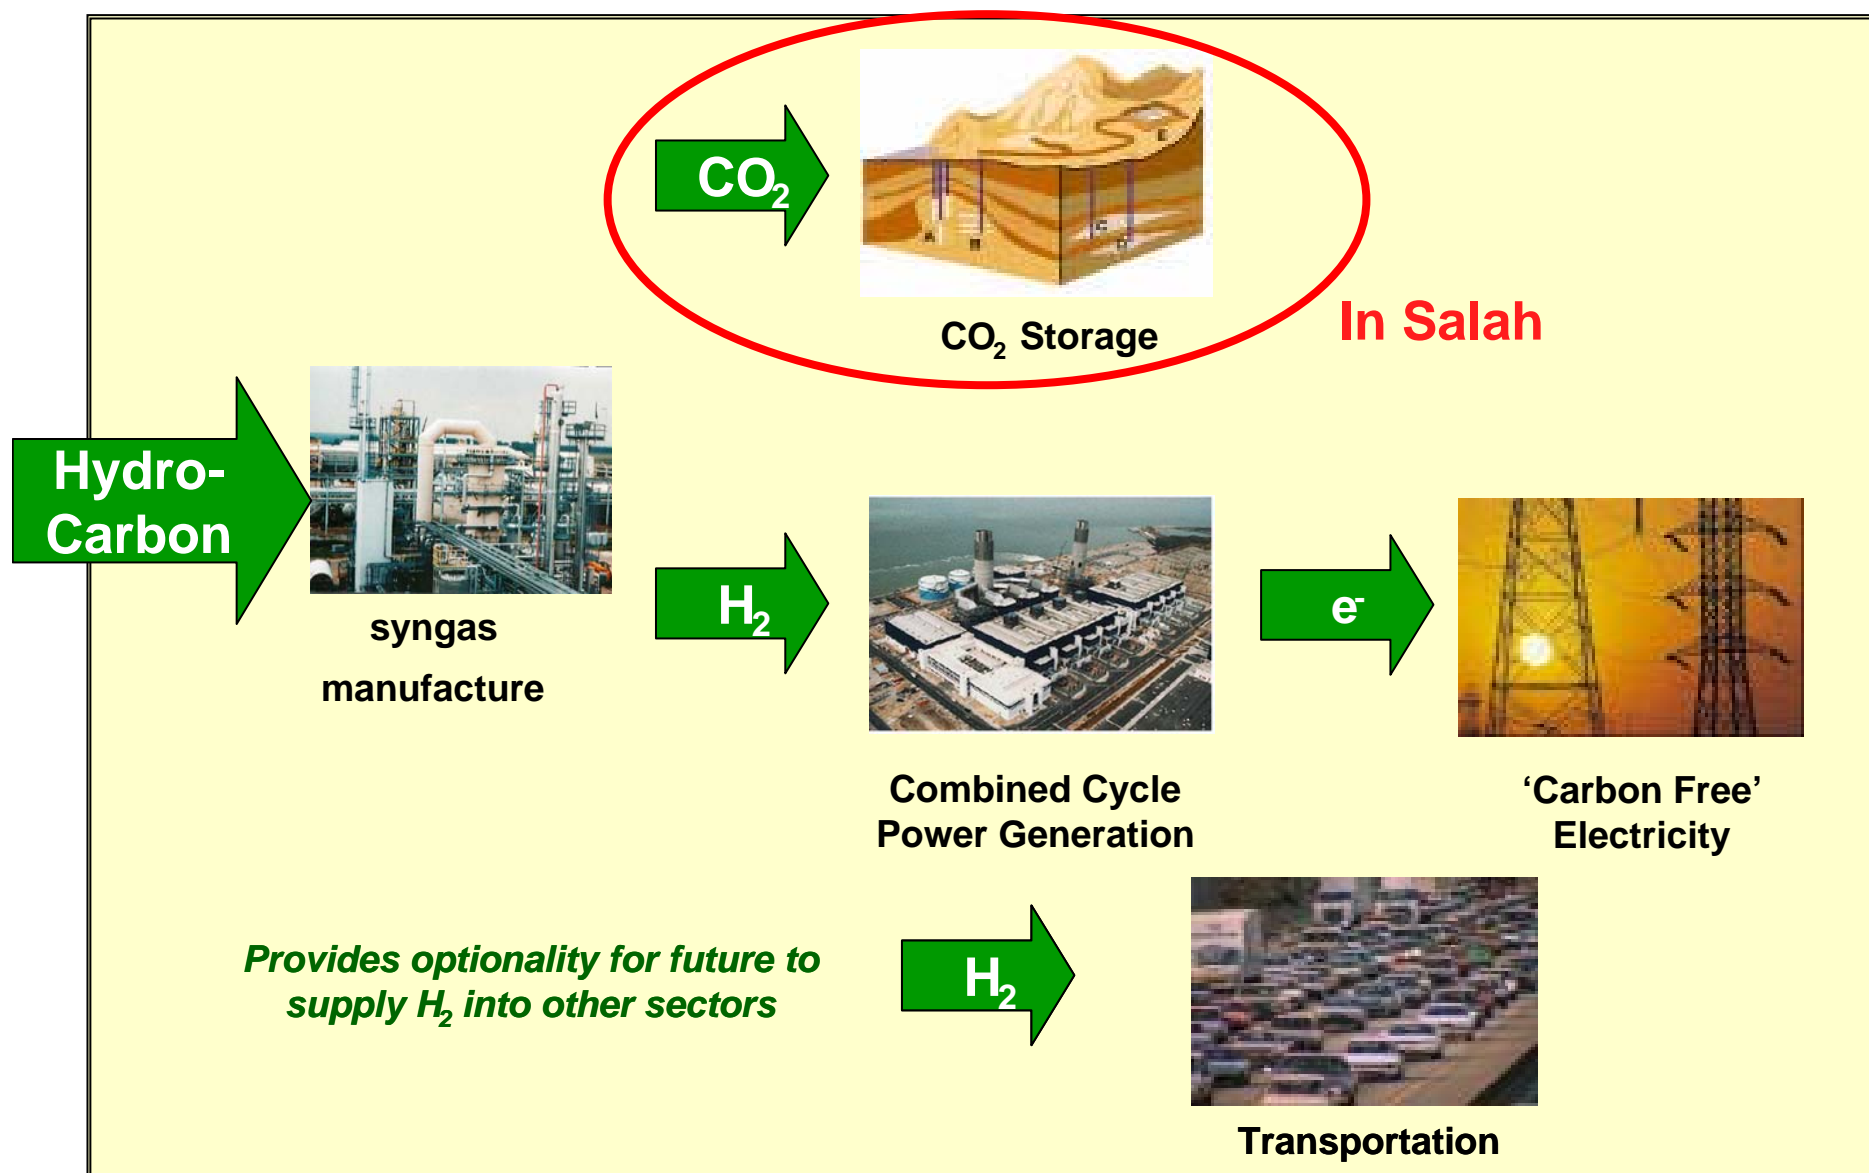 CO₂
CO₂ Storage
In Salah
Hydro-
Carbon
syngas
manufacture
H₂
Combined Cycle
Power Generation
e⁻
‘Carbon Free’
Electricity
Provides optionality for future to
supply H₂ into other sectors
H₂
Transportation